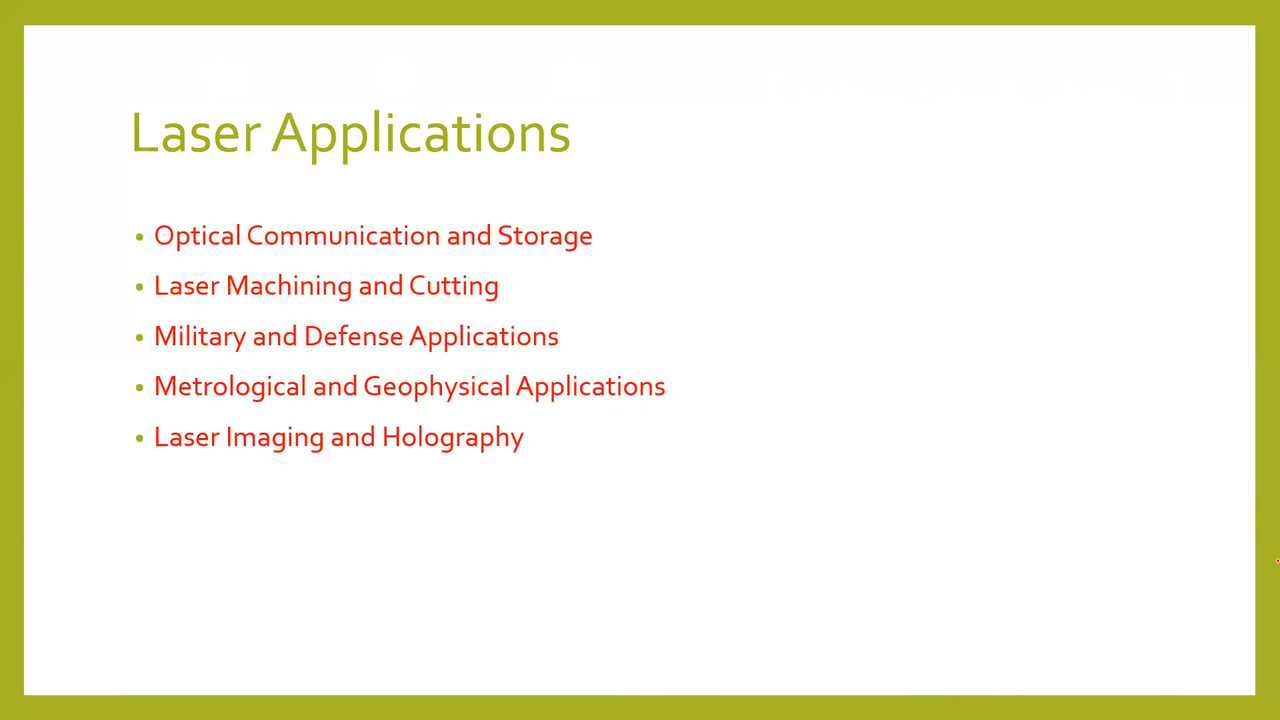 Laser Applications
• Optical Communication and Storage
• Laser Machining and Cutting
• Military and Defense Applications
• Metrological and Geophysical Applications
• Laser Imaging and Holography